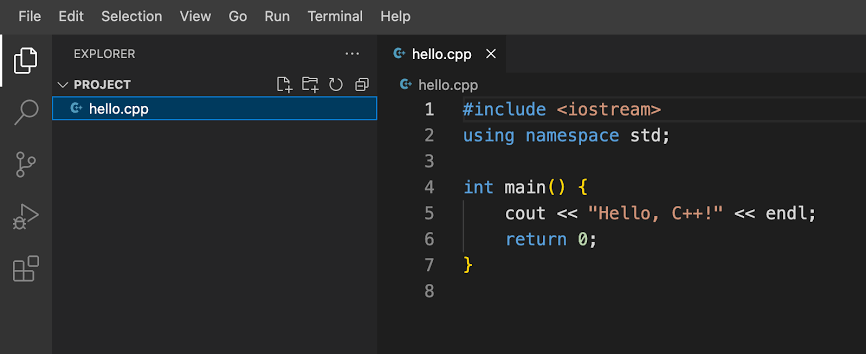 File Edit Selection View Go Run Terminal Help
EXPLORER ···
PROJECT
hello.cpp
hello.cpp ×
hello.cpp
1 #include <iostream>
2 using namespace std;
3
4 int main() {
5     cout << "Hello, C++!" << endl;
6     return 0;
7 }
8